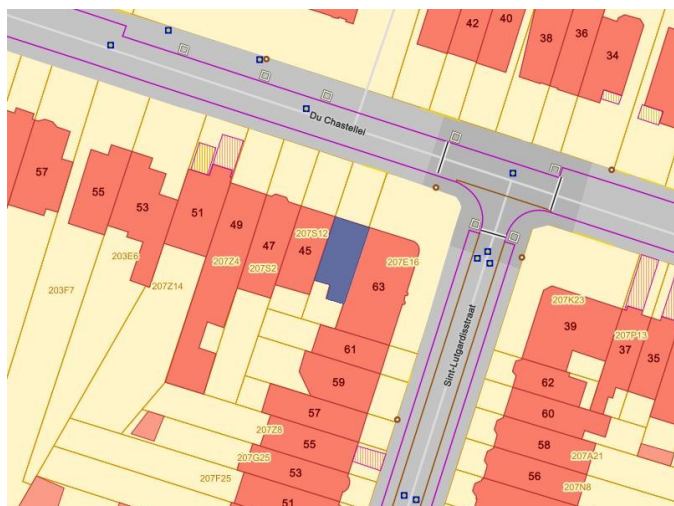 42
40
38
36
34
Du Chastellei
57
55
53
51
49
47
45
207S12
203E6
207Z4
207S2
207E16
63
203F7
207Z14
61
59
57
55
53
51
207Z8
207G25
207F25
Sint-Lutgardisstraat
207K23
39
207P13
37
35
62
60
58
56
207A21
207N8